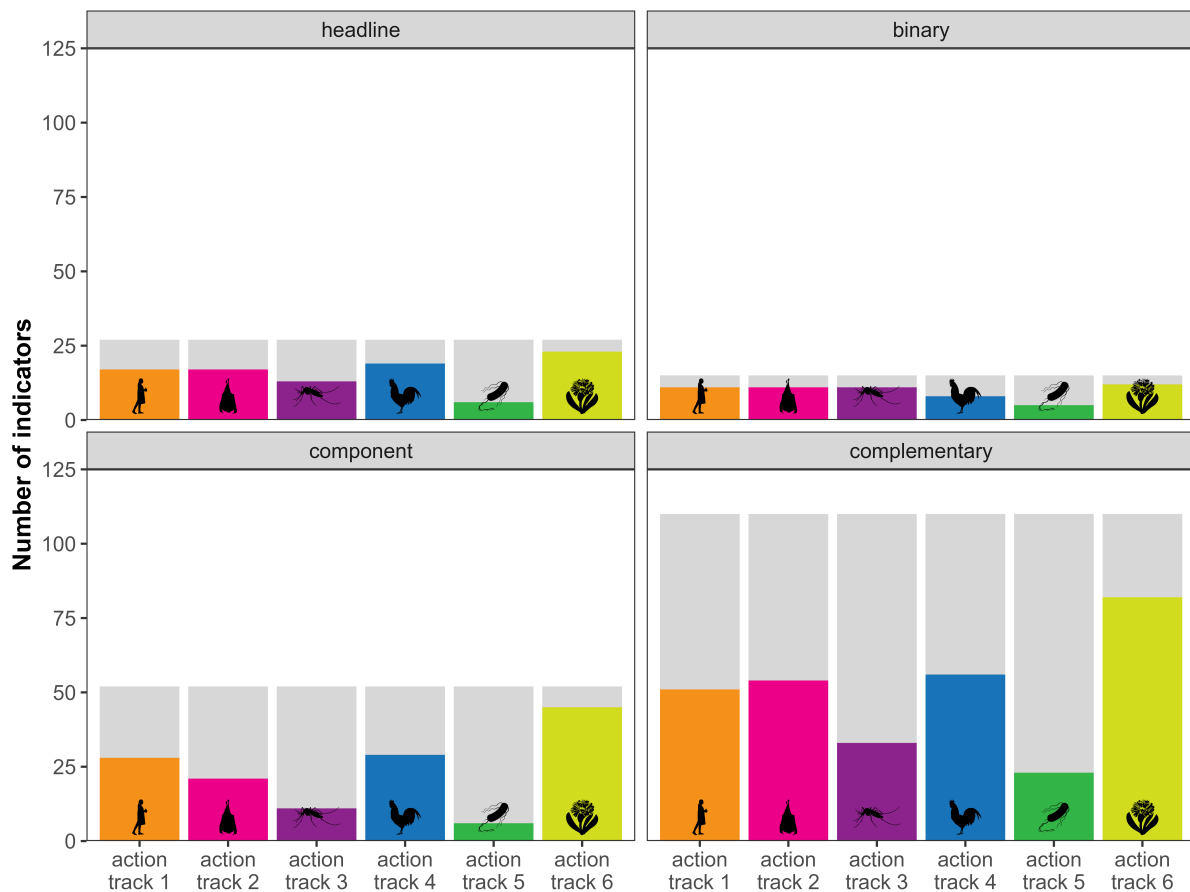 headline
binary
125
100
75
50
25
0
component
complementary
125
100
75
50
25
0
Number of indicators
action
track 1
action
track 2
action
track 3
action
track 4
action
track 5
action
track 6
action
track 1
action
track 2
action
track 3
action
track 4
action
track 5
action
track 6